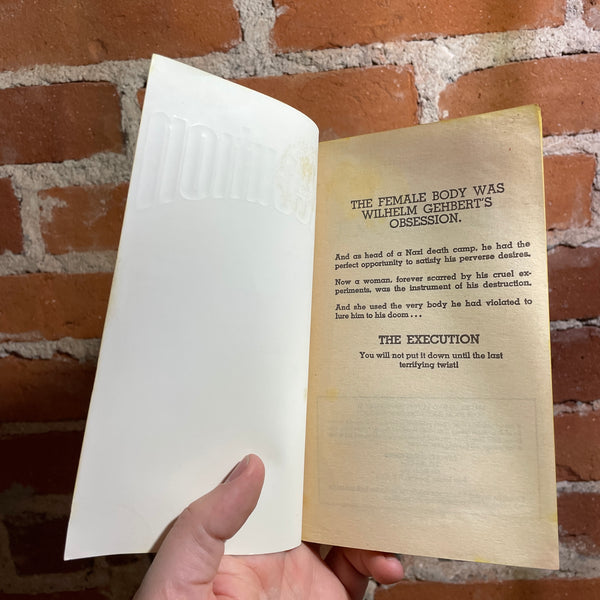 THE FEMALE BODY WAS
WILHELM GEHBERT'S
OBSESSION.
And as head of a Nazi death camp, he had the
perfect opportunity to satisfy his perverse desires.
Now a woman, forever scarred by his cruel ex-
periments, was the instrument of his destruction.
And she used the very body he had violated to
lure him to his doom . . .
THE EXECUTION
You will not put it down until the last
terrifying twist!